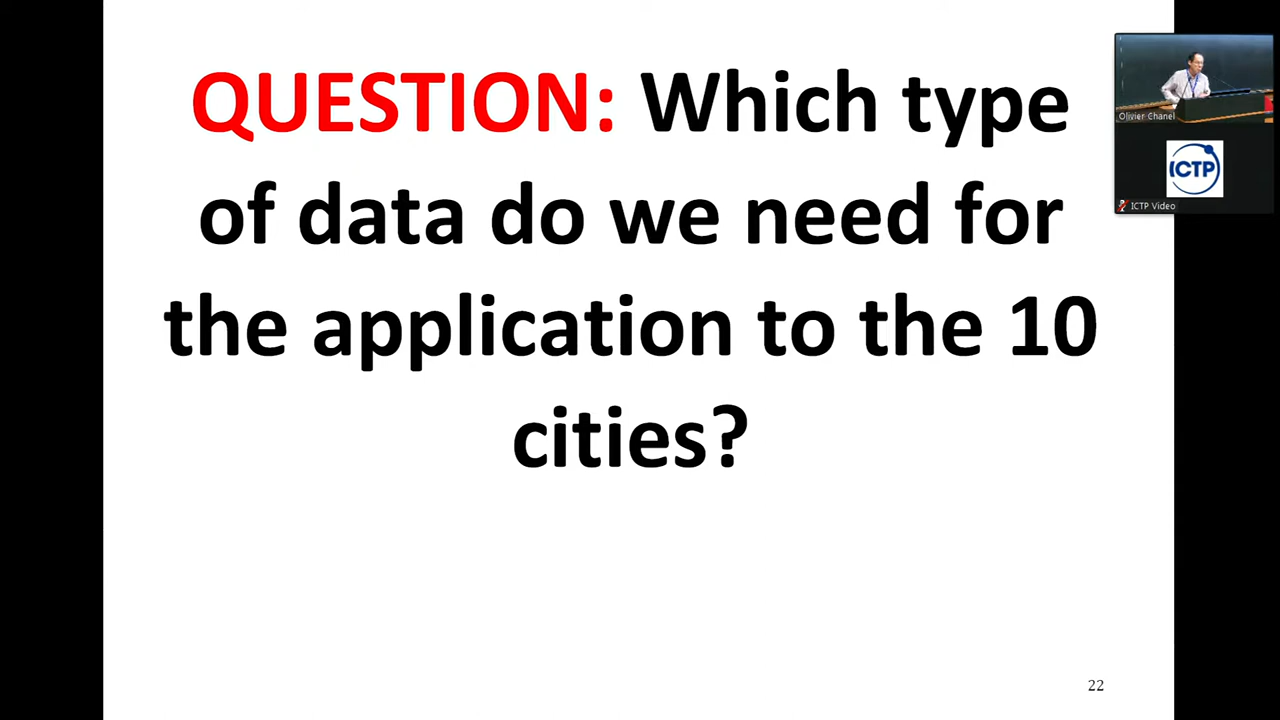 QUESTION: Which type
of data do we need for
the application to the 10
cities?
Olivier Chanel
ICTP
ICTP Video
22